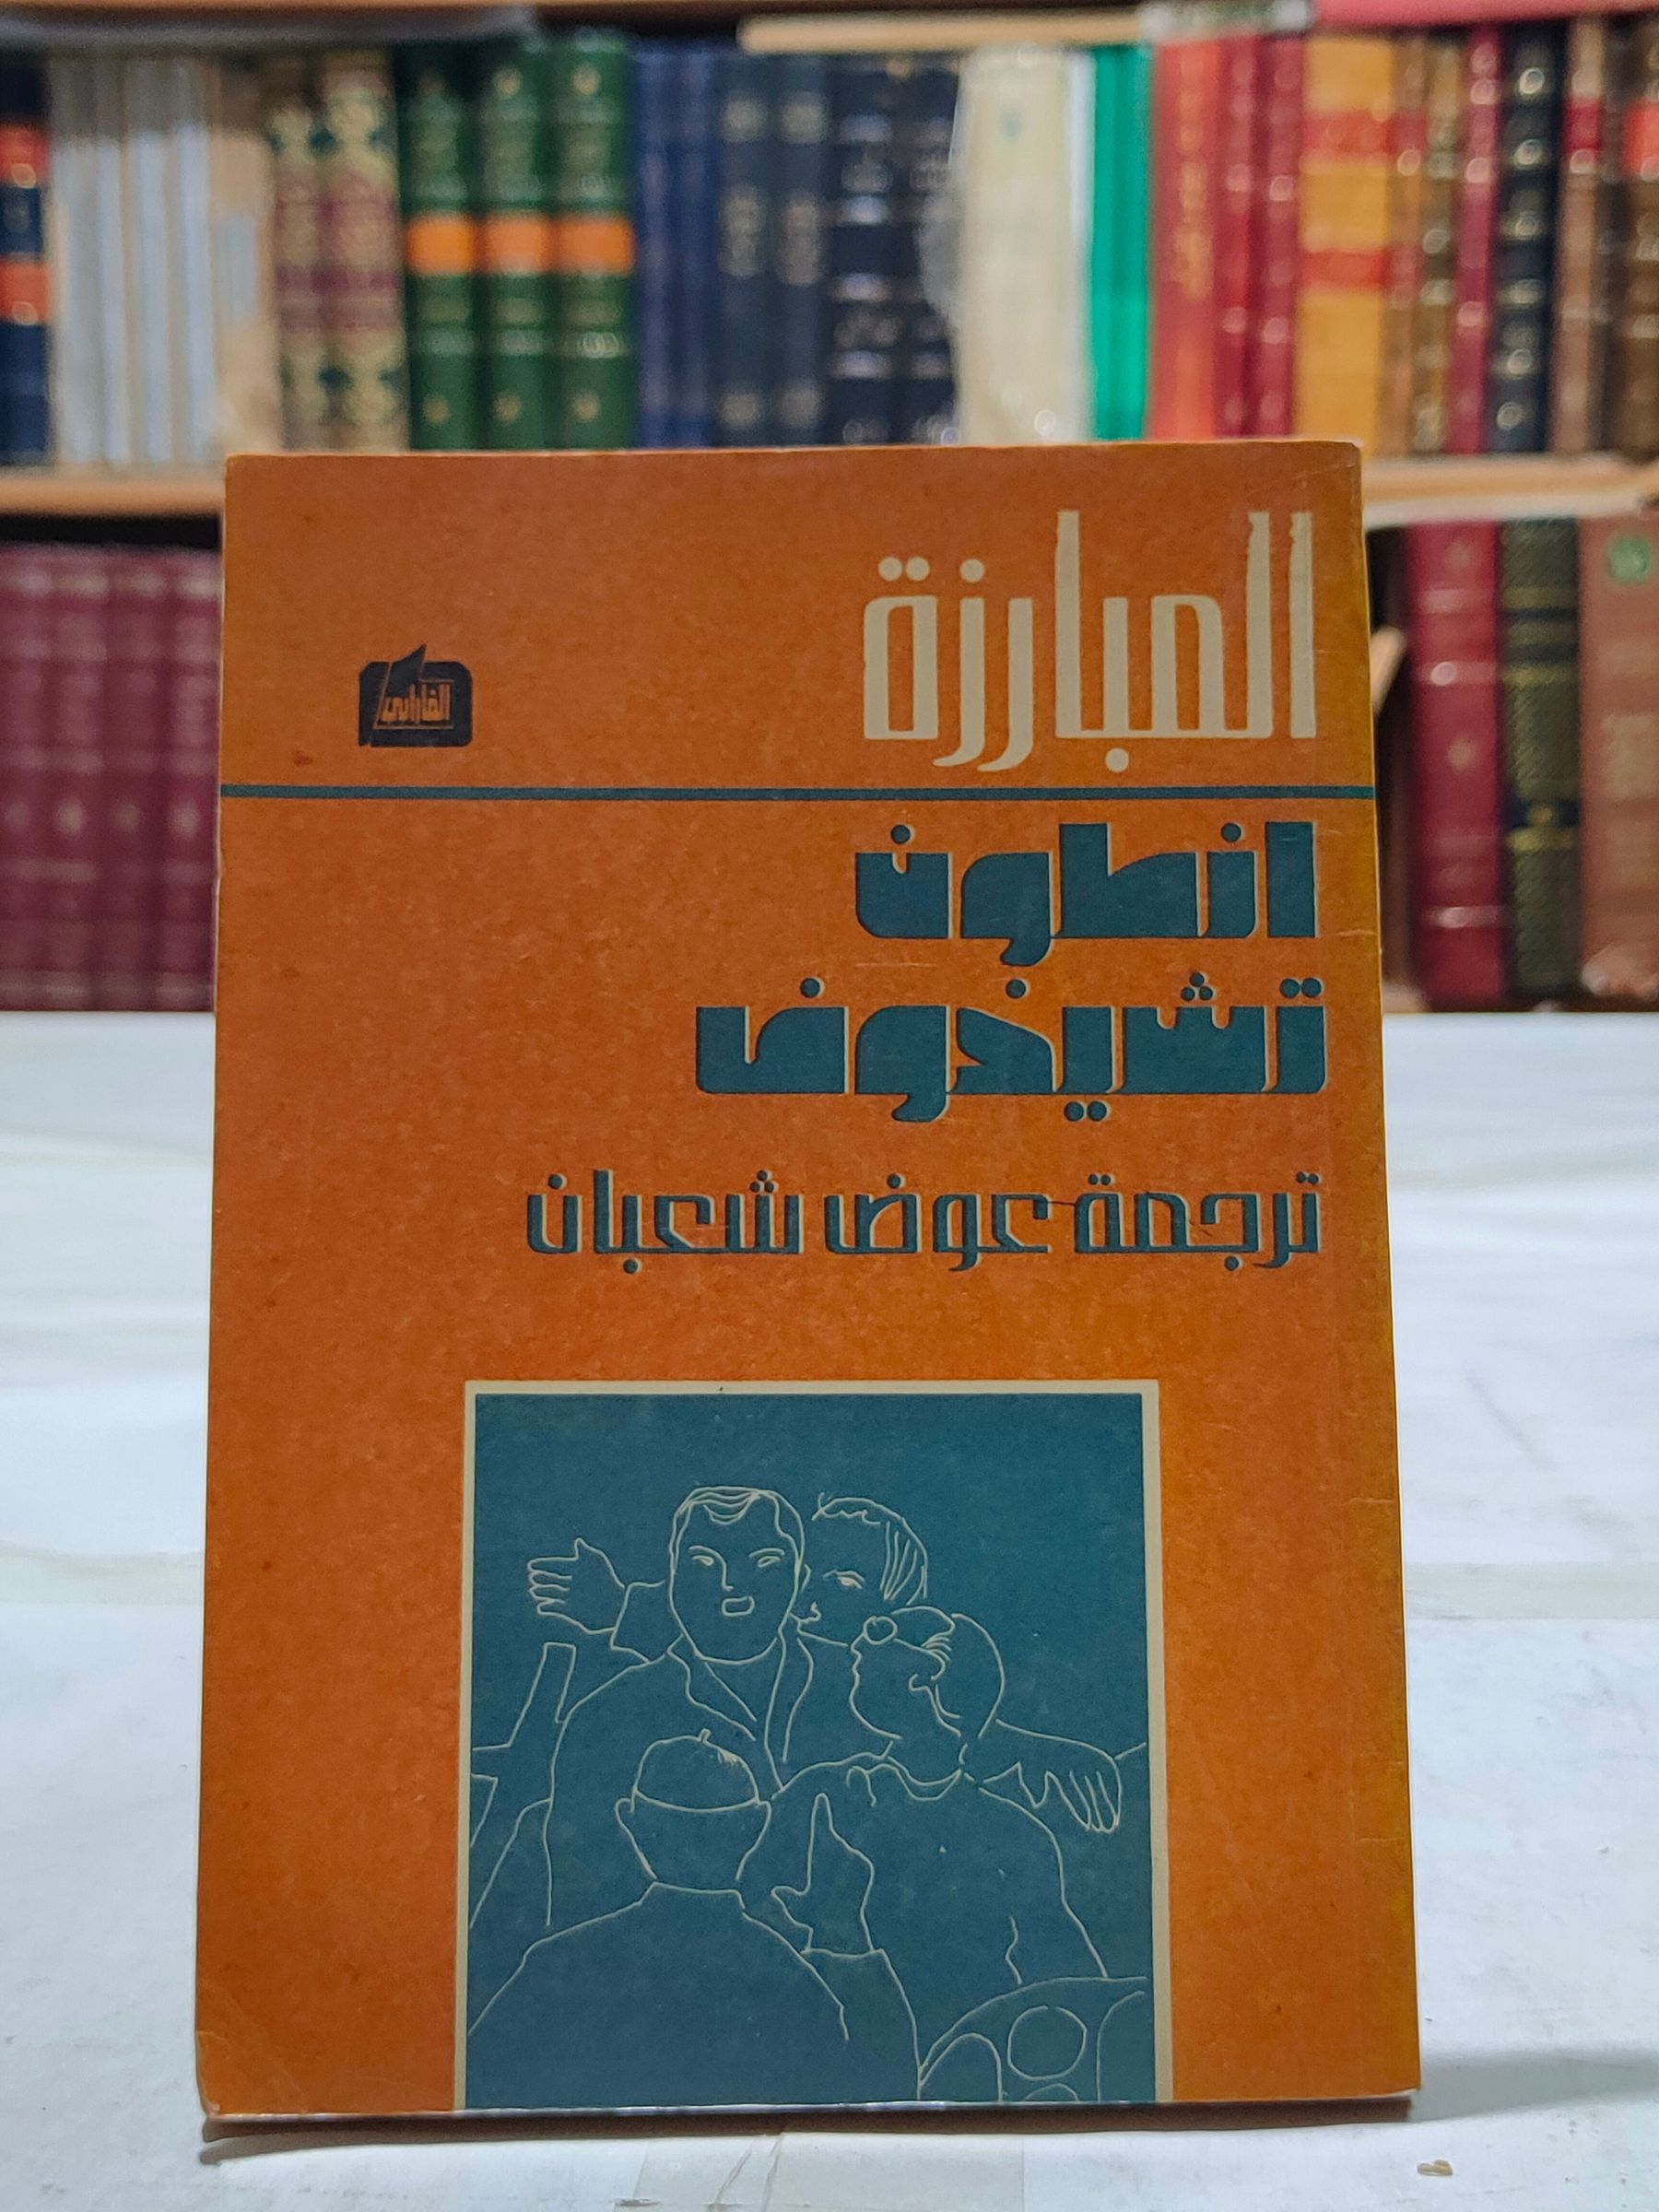 المبارزة
الفارابي
انطون
تشيخوف
ترجمة عوض شعبان